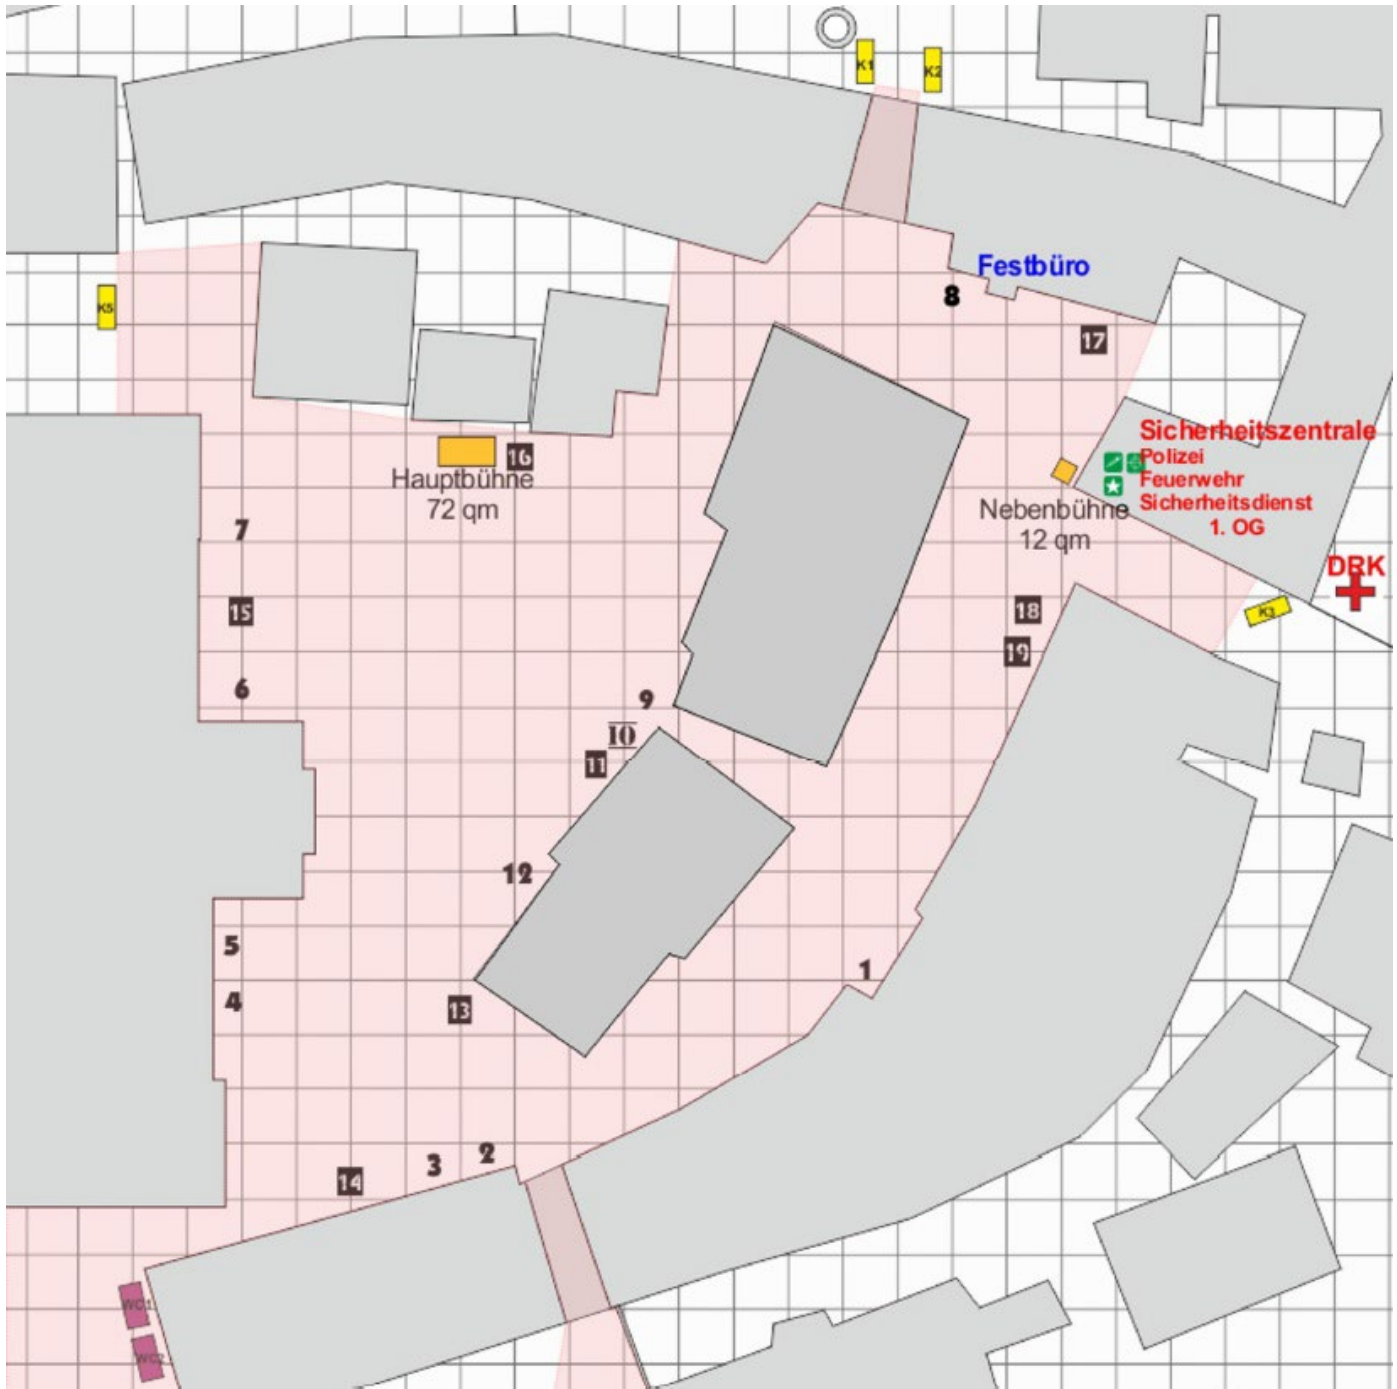 K1
K2
Festbüro
8
K5
17
Sicherheitszentrale
Polizei
Feuerwehr
Sicherheitsdienst
1. OG
16
Hauptbühne
72 qm
Nebenbühne
12 qm
7
DRK
15
18
K3
19
6
9
10
11
12
5
1
4
13
2
3
14
WC1
WC2